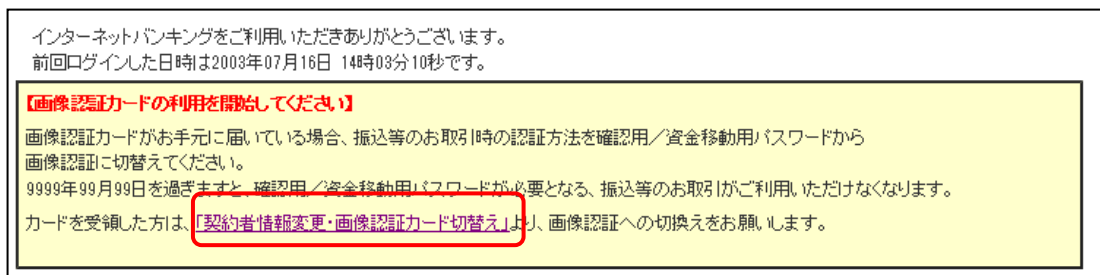 インターネットバンキングをご利用いただきありがとうございます。
前回ログインした日時は2003年07月16日 14時03分10秒です。
【画像認証カードの利用を開始してください】
画像認証カードがお手元に届いている場合、振込等のお取引時の認証方法を確認用／資金移動用パスワードから
画像認証に切替えてください。
9999年99月99日を過ぎますと、確認用／資金移動用パスワードが必要となる、振込等のお取引がご利用いただけなくなります。
カードを受領した方は、「契約者情報変更・画像認証カード切替え」より、画像認証への切換えをお願いします。